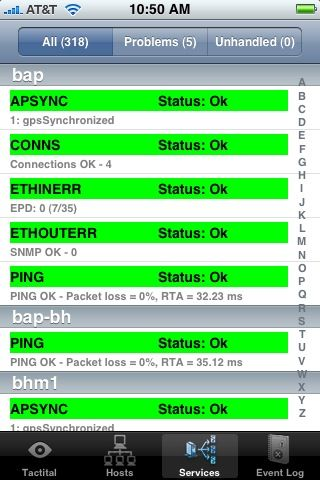 AT&T 10:50 AM
All (318) Problems (5) Unhandled (0)
bap
APSYNC Status: Ok
1: gpsSynchronized
CONNS Status: Ok
Connections OK - 4
ETHINERR Status: Ok
EPD: 0 (7/35)
ETHOUTERR Status: Ok
SNMP OK - 0
PING Status: Ok
PING OK - Packet loss = 0%, RTA = 32.23 ms
bap-bh
PING Status: Ok
PING OK - Packet loss = 0%, RTA = 35.12 ms
bhm1
APSYNC Status: Ok
1: gpsSynchronized
A
B
C
D
E
F
G
H
I
J
K
L
M
N
O
P
Q
R
S
T
U
V
W
X
Y
Z
Tactital Hosts Services Event Log